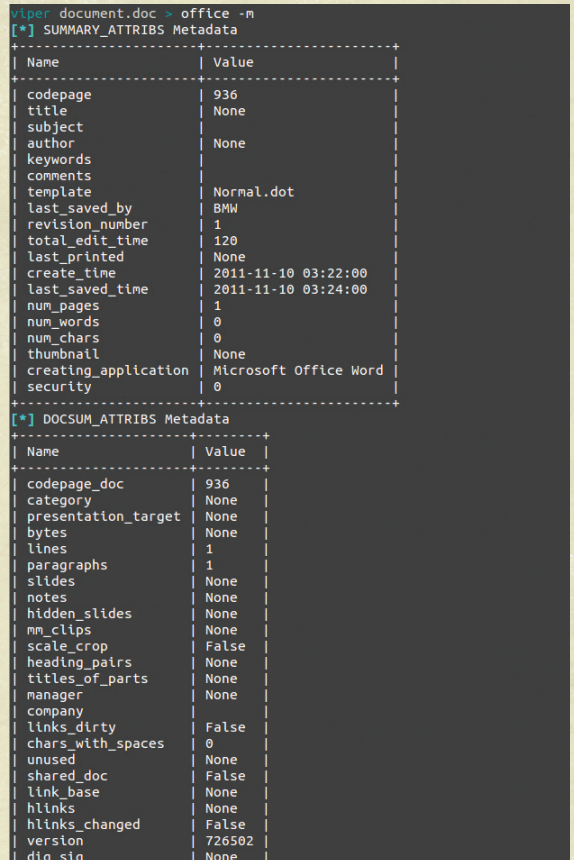 viper document.doc > office -m
[*] SUMMARY_ATTRIBS Metadata
+----------------------+-----------------------+
| Name                 | Value                 |
+----------------------+-----------------------+
| codepage             | 936                   |
| title                | None                  |
| subject              |                       |
| author               | None                  |
| keywords             |                       |
| comments             |                       |
| template             | Normal.dot            |
| last_saved_by        | BMW                   |
| revision_number      | 1                     |
| total_edit_time      | 120                   |
| last_printed         | None                  |
| create_time          | 2011-11-10 03:22:00   |
| last_saved_time      | 2011-11-10 03:24:00   |
| num_pages            | 1                     |
| num_words            | 0                     |
| num_chars            | 0                     |
| thumbnail            | None                  |
| creating_application | Microsoft Office Word |
| security             | 0                     |
+----------------------+-----------------------+
[*] DOCSUM_ATTRIBS Metadata
+---------------------+--------+
| Name                | Value  |
+---------------------+--------+
| codepage_doc        | 936    |
| category            | None   |
| presentation_target | None   |
| bytes               | None   |
| lines               | 1      |
| paragraphs          | 1      |
| slides              | None   |
| notes               | None   |
| hidden_slides       | None   |
| mm_clips            | None   |
| scale_crop          | False  |
| heading_pairs       | None   |
| titles_of_parts     | None   |
| manager             | None   |
| company             |        |
| links_dirty         | False  |
| chars_with_spaces   | 0      |
| unused              | None   |
| shared_doc          | False  |
| link_base           | None   |
| hlinks              | None   |
| hlinks_changed      | False  |
| version             | 726502 |
| dig_sig             | None   |